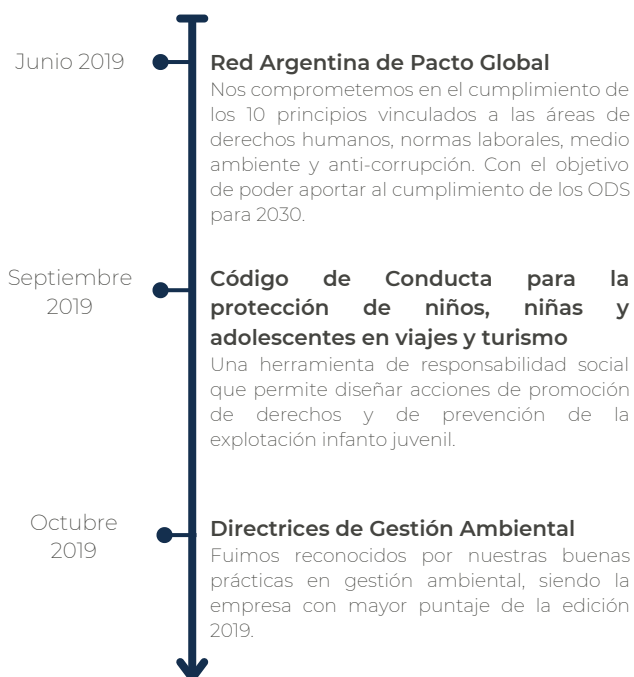 Junio 2019
Red Argentina de Pacto Global
Nos comprometemos en el cumplimiento de
los 10 principios vinculados a las áreas de
derechos humanos, normas laborales, medio
ambiente y anti-corrupción. Con el objetivo
de poder aportar al cumplimiento de los ODS
para 2030.
Septiembre
2019
Código de Conducta para la
protección de niños, niñas y
adolescentes en viajes y turismo
Una herramienta de responsabilidad social
que permite diseñar acciones de promoción
de derechos y de prevención de la
explotación infanto juvenil.
Octubre
2019
Directrices de Gestión Ambiental
Fuimos reconocidos por nuestras buenas
prácticas en gestión ambiental, siendo la
empresa con mayor puntaje de la edición
2019.